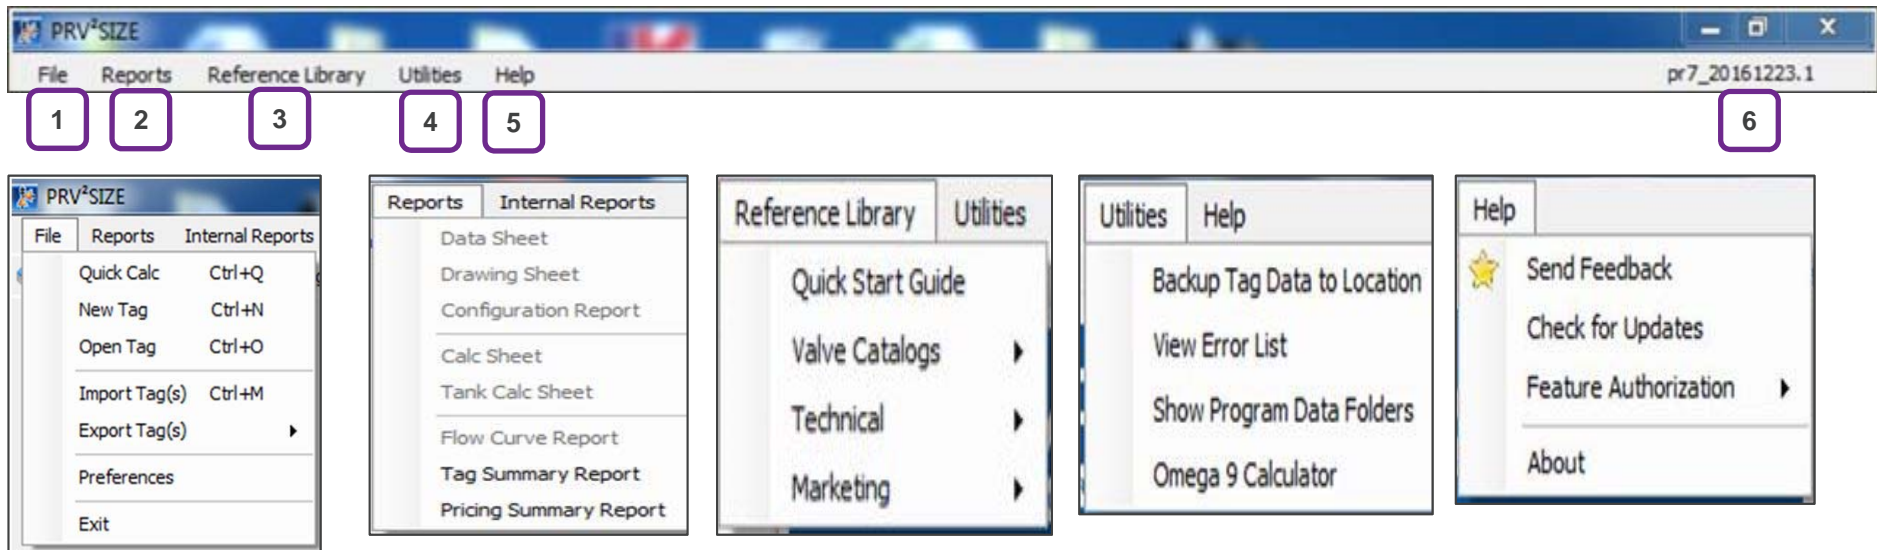 PRV²SIZE
File Reports Reference Library Utilities Help pr7_20161223.1
1 2 3 4 5 6
PRV²SIZE
File Reports Internal Reports
Quick Calc Ctrl+Q
New Tag Ctrl+N
Open Tag Ctrl+O
Import Tag(s) Ctrl+M
Export Tag(s)
Preferences
Exit
Reports Internal Reports
Data Sheet
Drawing Sheet
Configuration Report
Calc Sheet
Tank Calc Sheet
Flow Curve Report
Tag Summary Report
Pricing Summary Report
Reference Library Utilities
Quick Start Guide
Valve Catalogs
Technical
Marketing
Utilities Help
Backup Tag Data to Location
View Error List
Show Program Data Folders
Omega 9 Calculator
Help
Send Feedback
Check for Updates
Feature Authorization
About